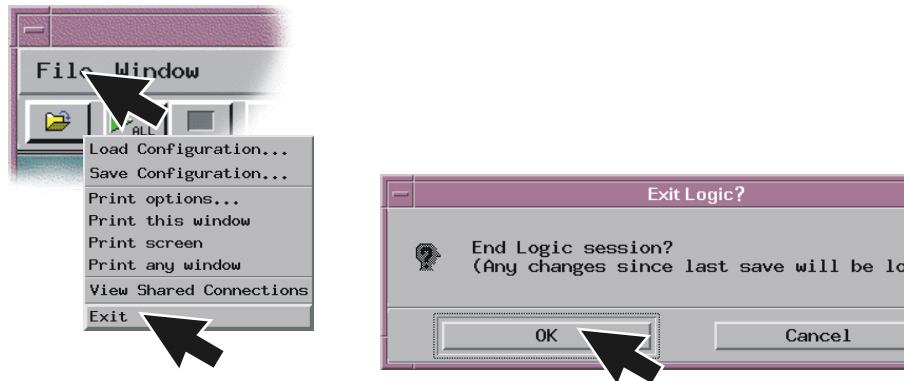 File Window
ALL
Load Configuration...
Save Configuration...
Print options...
Print this window
Print screen
Print any window
View Shared Connections
Exit
Exit Logic?
End Logic session?
(Any changes since last save will be lo
OK
Cancel